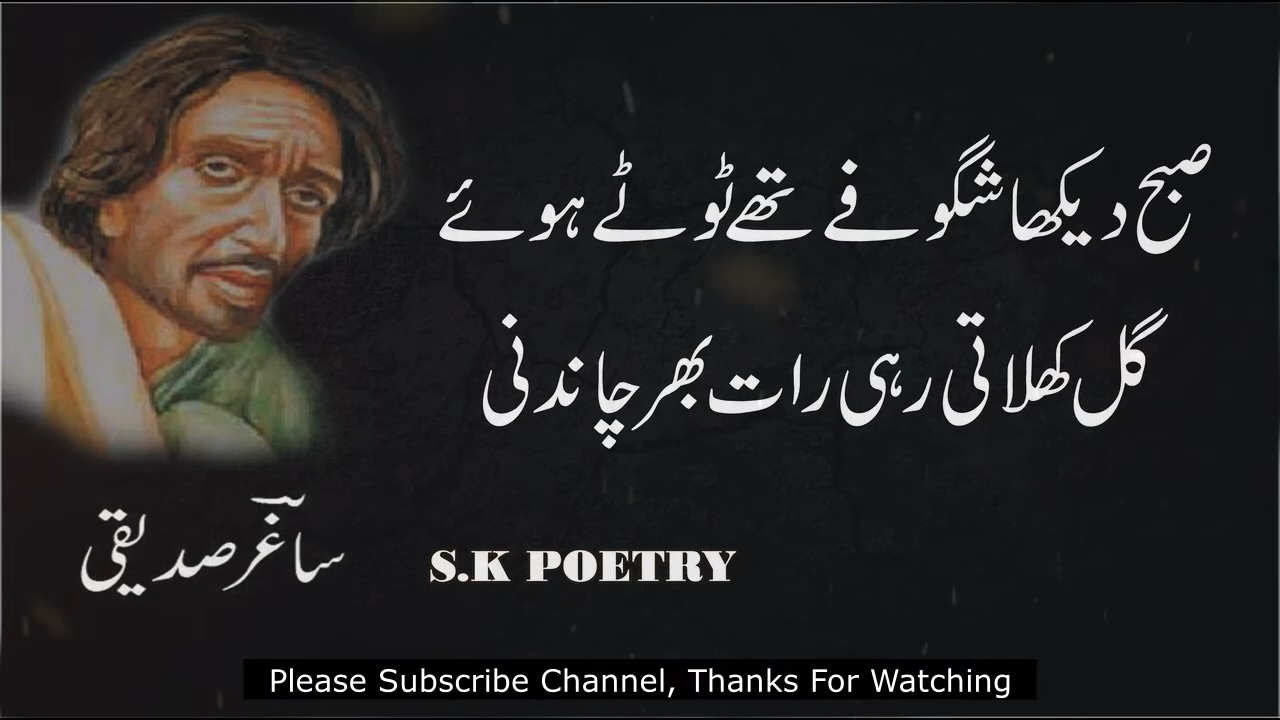 صبح دیکھا شگوفے تھے ٹوٹے ہوئے
گل کھلاتی رہی رات بھر چاندنی
ساغر صدیقی
S.K POETRY
Please Subscribe Channel, Thanks For Watching